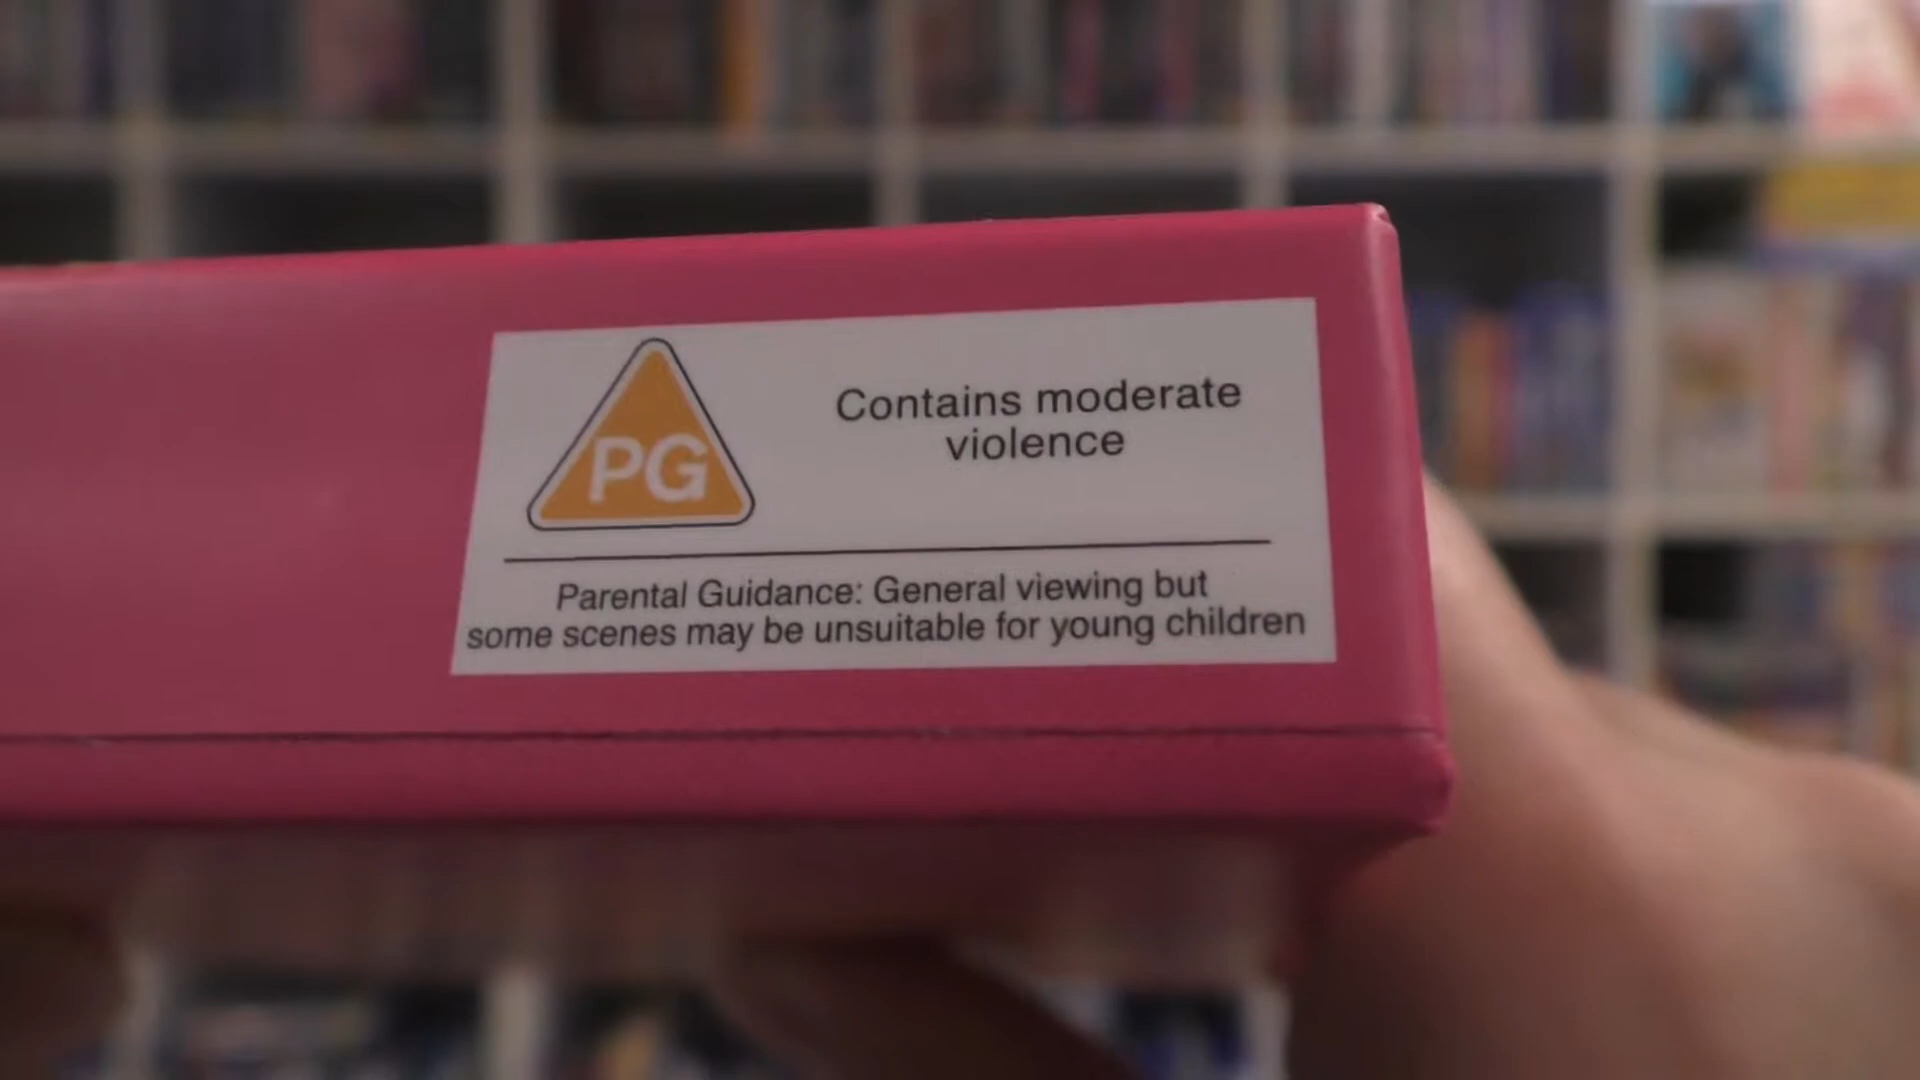 PG
Contains moderate
violence
Parental Guidance: General viewing but
some scenes may be unsuitable for young children